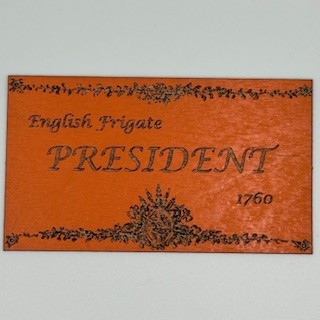 English Frigate
PRESIDENT
1760